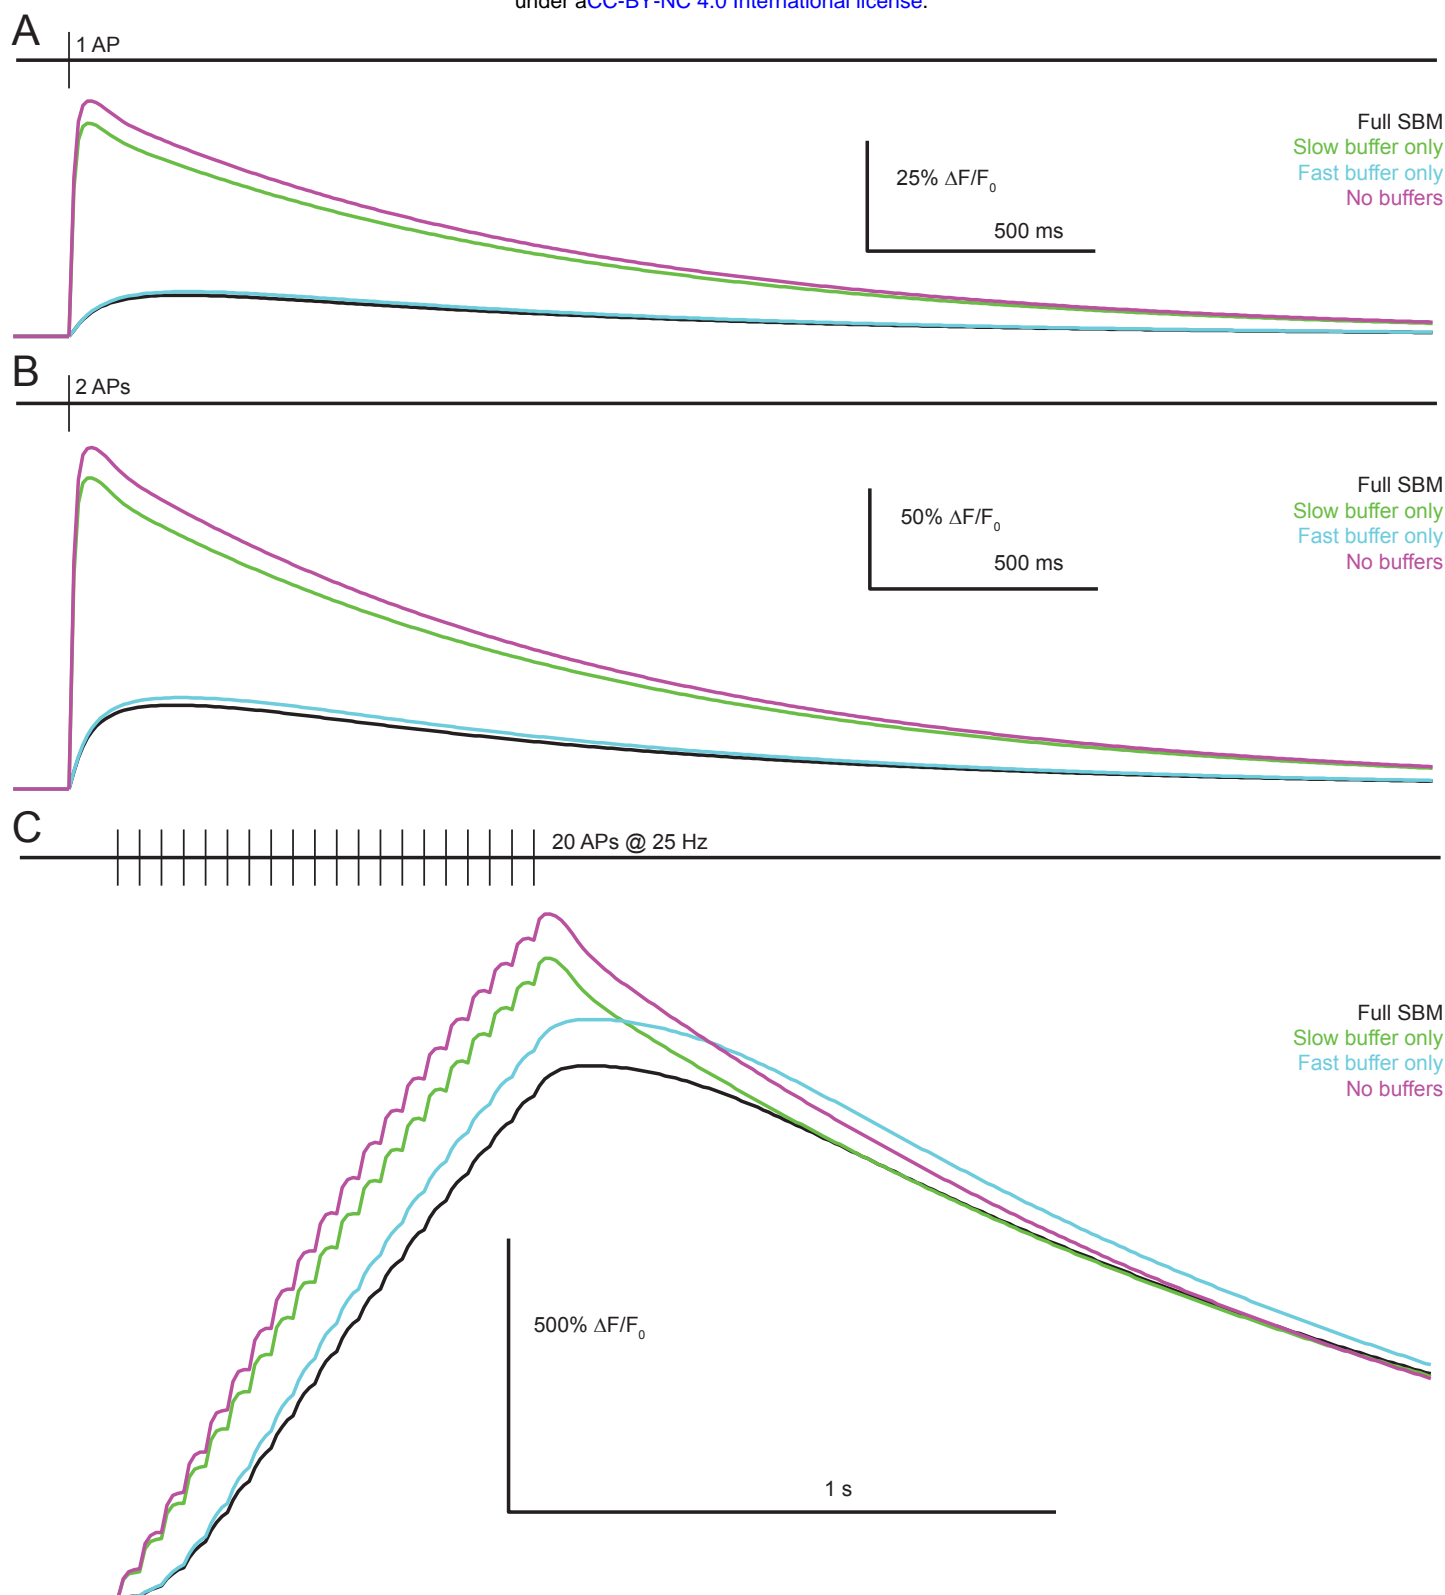 under aCC-BY-NC 4.0 International license.
A
1 AP
Full SBM
Slow buffer only
Fast buffer only
No buffers
25% ΔF/F0
500 ms
B
2 APs
Full SBM
Slow buffer only
Fast buffer only
No buffers
50% ΔF/F0
500 ms
C
20 APs @ 25 Hz
Full SBM
Slow buffer only
Fast buffer only
No buffers
500% ΔF/F0
1 s